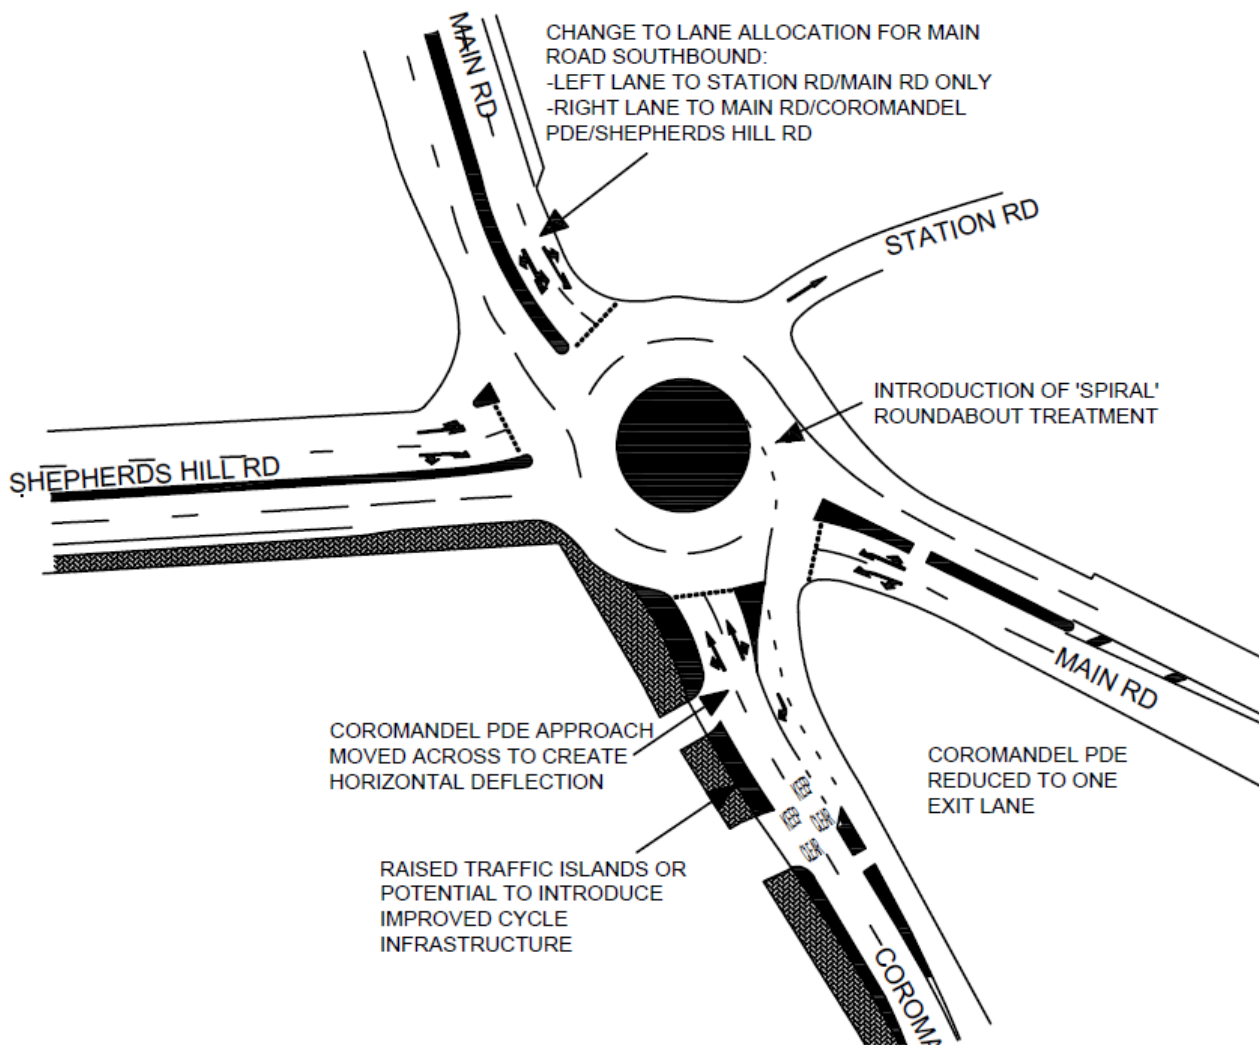 MAIN RD
CHANGE TO LANE ALLOCATION FOR MAIN
ROAD SOUTHBOUND:
-LEFT LANE TO STATION RD/MAIN RD ONLY
-RIGHT LANE TO MAIN RD/COROMANDEL
PDE/SHEPHERDS HILL RD
STATION RD
INTRODUCTION OF 'SPIRAL'
ROUNDABOUT TREATMENT
SHEPHERDS HILL RD
MAIN RD
COROMANDEL PDE APPROACH
MOVED ACROSS TO CREATE
HORIZONTAL DEFLECTION
COROMANDEL PDE
REDUCED TO ONE
EXIT LANE
KEEP
CLEAR
KEEP
CLEAR
RAISED TRAFFIC ISLANDS OR
POTENTIAL TO INTRODUCE
IMPROVED CYCLE
INFRASTRUCTURE
COROMA